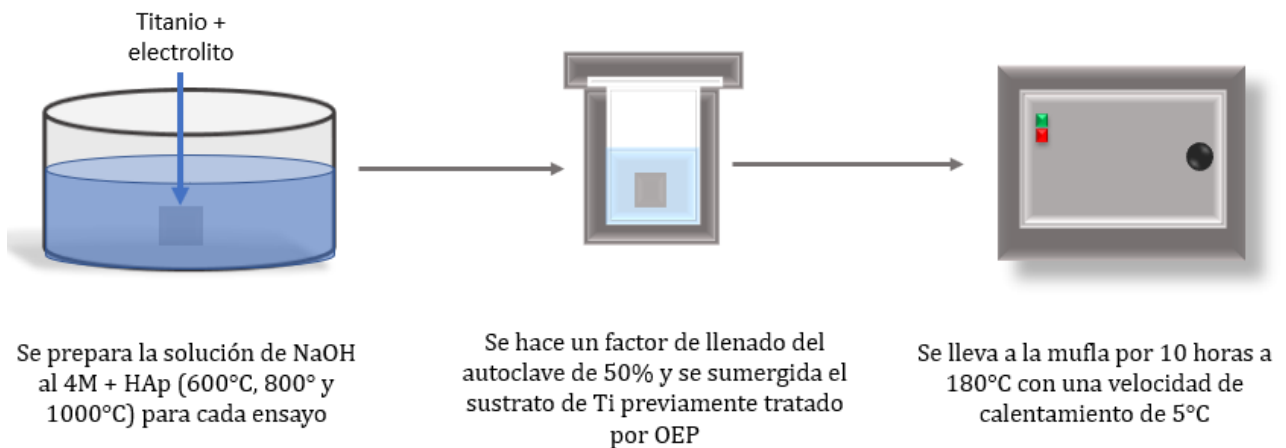 Titanio +
electrolito
Se prepara la solución de NaOH
al 4M + HAp (600°C, 800° y
1000°C) para cada ensayo
Se hace un factor de llenado del
autoclave de 50% y se sumergida el
sustrato de Ti previamente tratado
por OEP
Se lleva a la mufla por 10 horas a
180°C con una velocidad de
calentamiento de 5°C